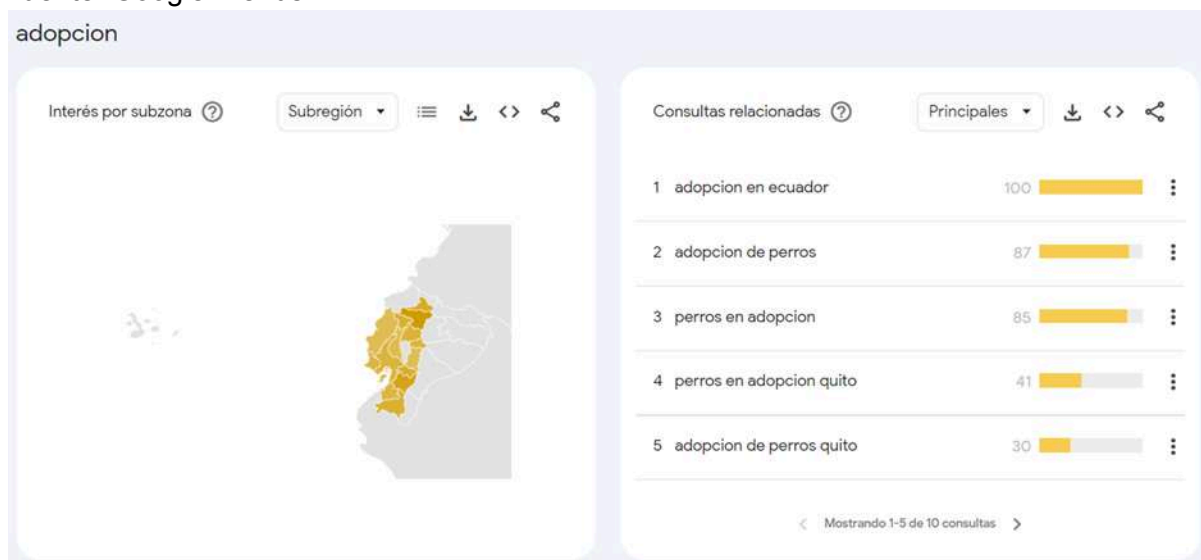 adopcion
Interés por subzona
Subregión
Consultas relacionadas
Principales
1 adopcion en ecuador 100
2 adopcion de perros 87
3 perros en adopcion 85
4 perros en adopcion quito 41
5 adopcion de perros quito 30
Mostrando 1-5 de 10 consultas